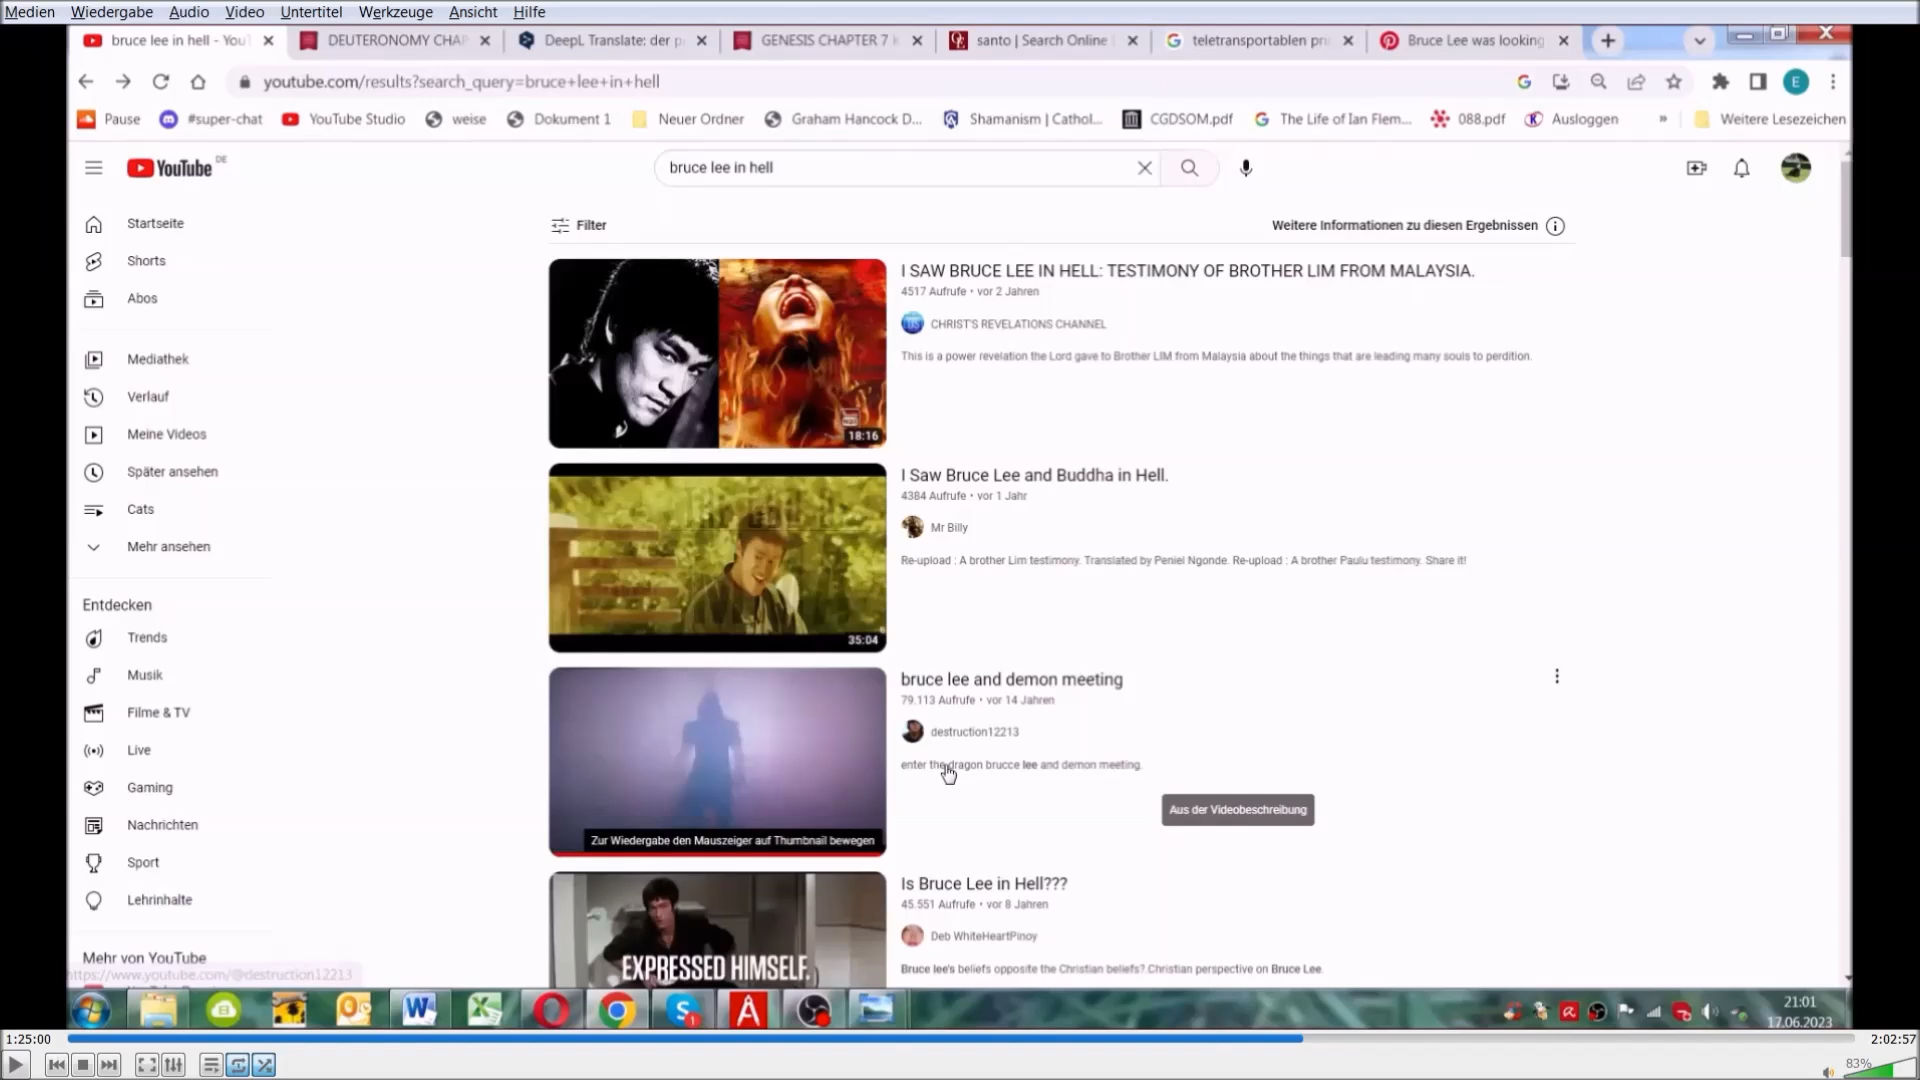 Medien Wiedergabe Audio Video Untertitel Werkzeuge Ansicht Hilfe
bruce lee in hell - You DEUTERONOMY CHAP DeepL Translate: der p GENESIS CHAPTER 7 santo | Search Online teletransportablen pr Bruce Lee was looking
youtube.com/results?search_query=bruce+lee+in+hell
E
Pause #super-chat YouTube Studio weise Dokument 1 Neuer Ordner Graham Hancock D... Shamanism | Cathol... CGDSOM.pdf The Life of Ian Flem... 088.pdf Ausloggen » Weitere Lesezeichen
YouTube DE
bruce lee in hell
Startseite
Shorts
Abos
Mediathek
Verlauf
Meine Videos
Später ansehen
Cats
Mehr ansehen
Entdecken
Trends
Musik
Filme & TV
Live
Gaming
Nachrichten
Sport
Lehrinhalte
Mehr von YouTube
https://www.youtube.com/@destruction12213
Filter
Weitere Informationen zu diesen Ergebnissen
18:16
I SAW BRUCE LEE IN HELL: TESTIMONY OF BROTHER LIM FROM MALAYSIA.
4517 Aufrufe • vor 2 Jahren
CHRIST'S REVELATIONS CHANNEL
This is a power revelation the Lord gave to Brother LIM from Malaysia about the things that are leading many souls to perdition.
35:04
I Saw Bruce Lee and Buddha in Hell.
4384 Aufrufe • vor 1 Jahr
Mr Billy
Re-upload : A brother Lim testimony. Translated by Peniel Ngonde. Re-upload : A brother Paulu testimony. Share it!
Zur Wiedergabe den Mauszeiger auf Thumbnail bewegen
bruce lee and demon meeting
79.113 Aufrufe • vor 14 Jahren
destruction12213
enter the dragon brucce lee and demon meeting.
Aus der Videobeschreibung
EXPRESSED HIMSELF.
Is Bruce Lee in Hell???
45.551 Aufrufe • vor 8 Jahren
Deb WhiteHeartPinoy
Bruce lee's beliefs opposite the Christian beliefs? Christian perspective on Bruce Lee.
21:01
17.06.2023
1:25:00
2:02:57
83%